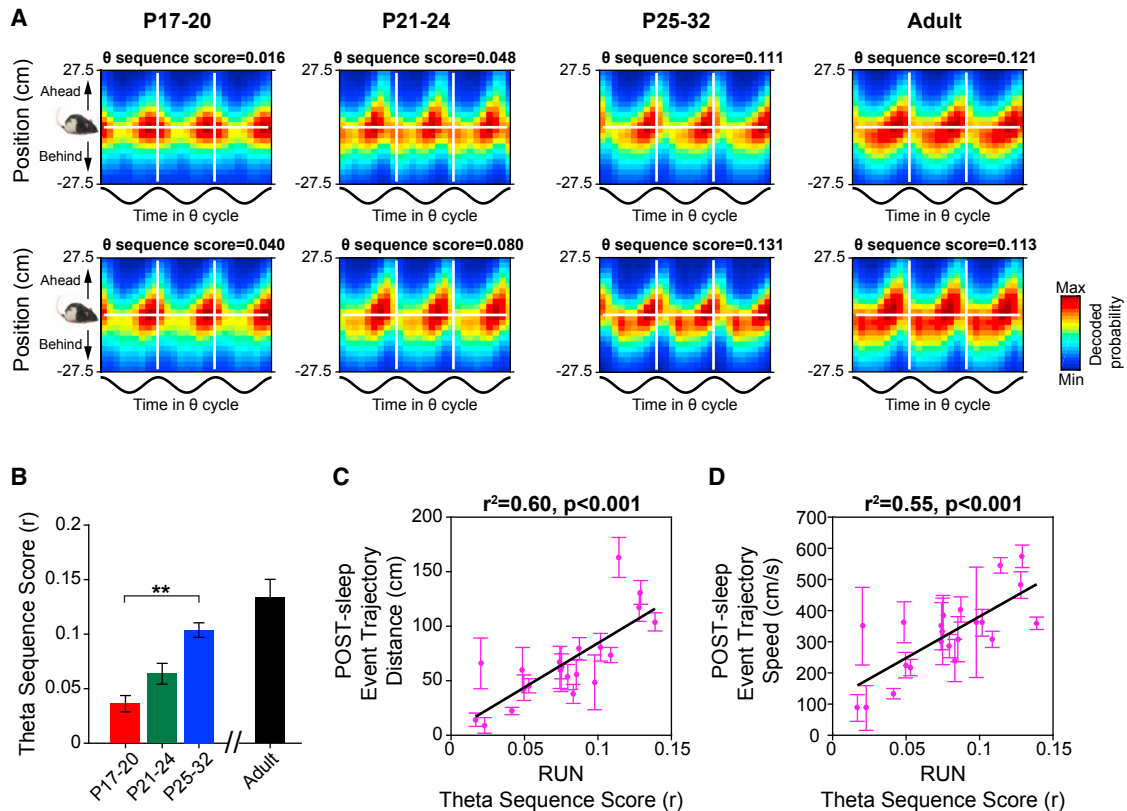 A
P17-20
P21-24
P25-32
Adult
θ sequence score=0.016
θ sequence score=0.048
θ sequence score=0.111
θ sequence score=0.121
Position (cm)
27.5
Ahead
Behind
-27.5
27.5
-27.5
27.5
-27.5
27.5
-27.5
Time in θ cycle
Time in θ cycle
Time in θ cycle
Time in θ cycle
θ sequence score=0.040
θ sequence score=0.080
θ sequence score=0.131
θ sequence score=0.113
Position (cm)
27.5
Ahead
Behind
-27.5
27.5
-27.5
27.5
-27.5
27.5
-27.5
Time in θ cycle
Time in θ cycle
Time in θ cycle
Time in θ cycle
Max
Min
Decoded
probability
B
Theta Sequence Score (r)
0.2
0.15
0.1
0.05
0
**
P17-20
P21-24
P25-32
Adult
C
r²=0.60, p<0.001
POST-sleep
Event Trajectory
Distance (cm)
200
150
100
50
0
0
0.05
0.1
0.15
RUN
Theta Sequence Score (r)
D
r²=0.55, p<0.001
POST-sleep
Event Trajectory
Speed (cm/s)
700
600
500
400
300
200
100
0
0
0.05
0.1
0.15
RUN
Theta Sequence Score (r)